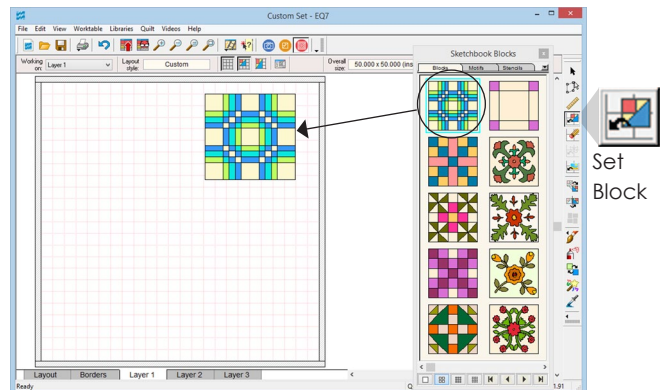 Custom Set - EQ7
File Edit View Worktable Libraries Quilt Videos Help
Working on: Layer 1 Layout style: Custom Overall size: 50.000 x 50.000 (ins
Sketchbook Blocks
Blocks Motifs Stencils
Set
Block
Layout Borders Layer 1 Layer 2 Layer 3
Ready
1.91